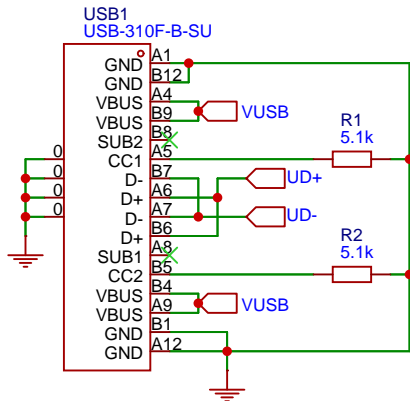 USB1
USB-310F-B-SU
GND A1
GND B12
VBUS A4
VBUS B9
SUB2 B8
CC1 A5
D- B7
D+ A6
D- A7
D+ B6
SUB1 A8
CC2 B5
VBUS B4
VBUS A9
GND B1
GND A12
0
0
0
0
VUSB
R1
5.1k
UD+
UD-
R2
5.1k
VUSB